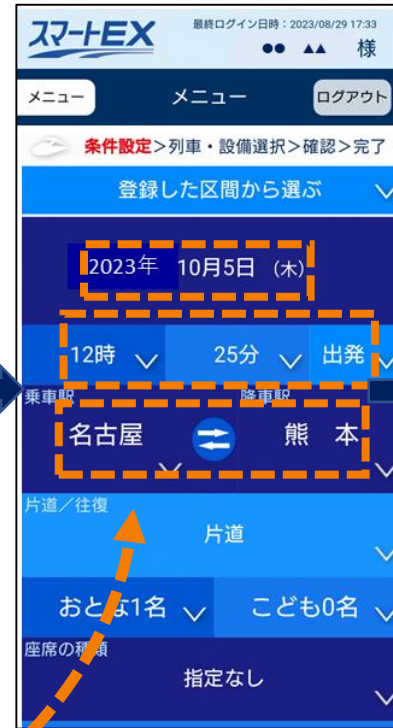 スマートEX
最終ログイン日時：2023/08/29 17:33
●● ▲▲ 様
メニュー メニュー ログアウト
条件設定>列車・設備選択>確認>完了
登録した区間から選ぶ
2023年 10月5日 (木)
12時 25分 出発
乗車駅 降車駅
名古屋 熊 本
片道／往復
片道
おとな1名 こども0名
座席の種類
指定なし